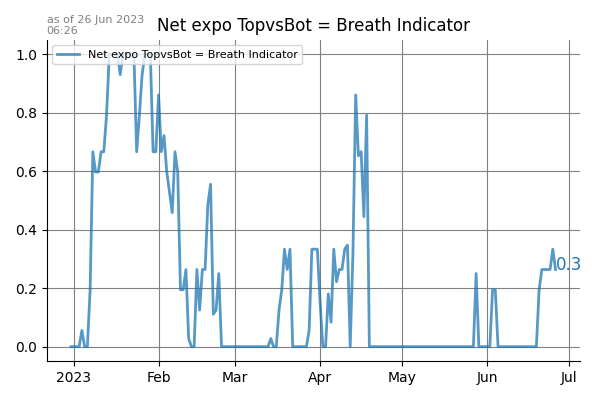 as of 26 Jun 2023
06:26
Net expo TopvsBot = Breath Indicator
Net expo TopvsBot = Breath Indicator
1.0
0.8
0.6
0.4
0.2
0.0
0.3
2023 Feb Mar Apr May Jun Jul